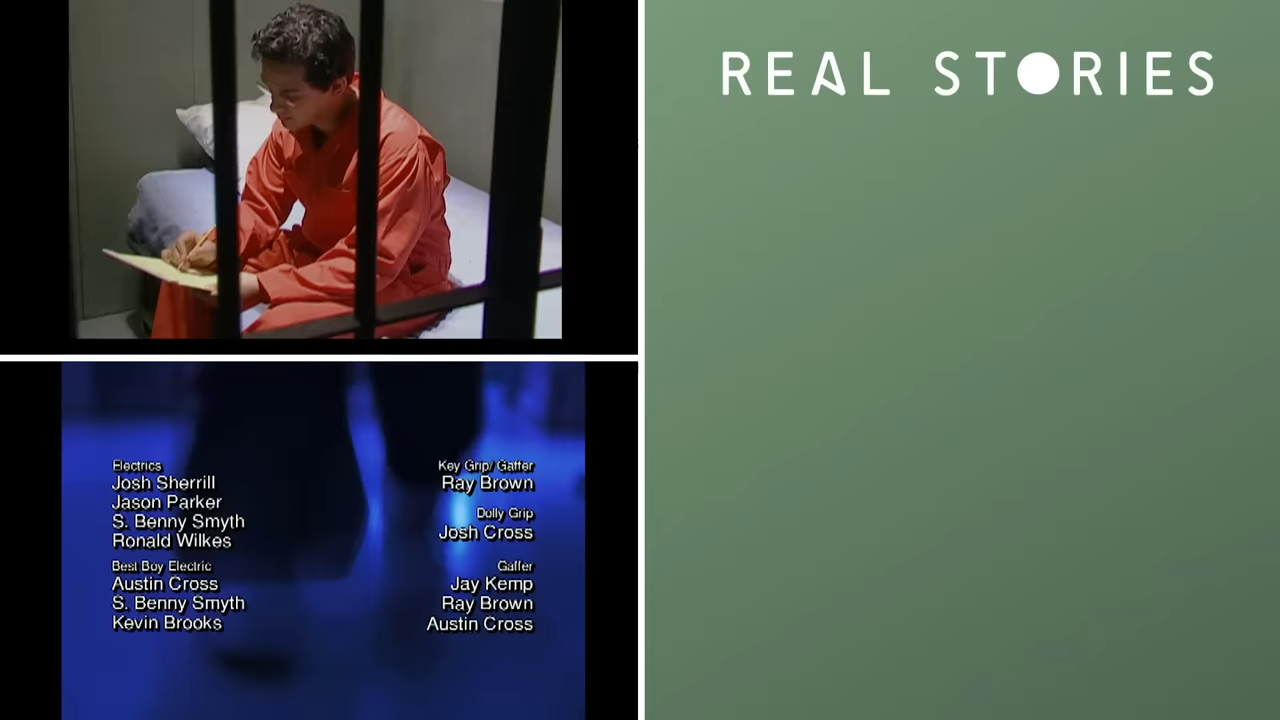 REAL STORIES
Electrics
Josh Sherrill
Jason Parker
S. Benny Smyth
Ronald Wilkes
Best Boy Electric
Austin Cross
S. Benny Smyth
Kevin Brooks
Key Grip/ Gaffer
Ray Brown
Dolly Grip
Josh Cross
Gaffer
Jay Kemp
Ray Brown
Austin Cross